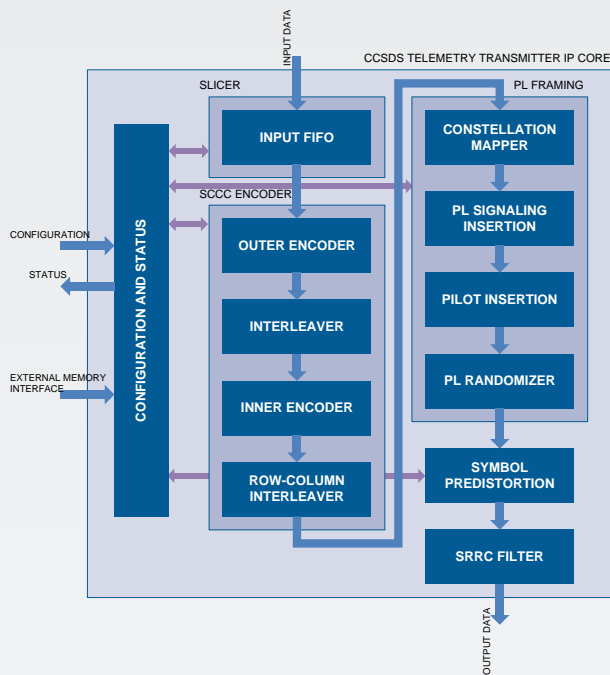 INPUT DATA
CCSDS TELEMETRY TRANSMITTER IP CORE
SLICER
PL FRAMING
INPUT FIFO
CONSTELLATION
MAPPER
SCCC ENCODER
PL SIGNALING
INSERTION
CONFIGURATION
OUTER ENCODER
STATUS
PILOT INSERTION
INTERLEAVER
CONFIGURATION AND STATUS
EXTERNAL MEMORY
INTERFACE
PL RANDOMIZER
INNER ENCODER
ROW-COLUMN
INTERLEAVER
SYMBOL
PREDISTORTION
SRRC FILTER
OUTPUT DATA